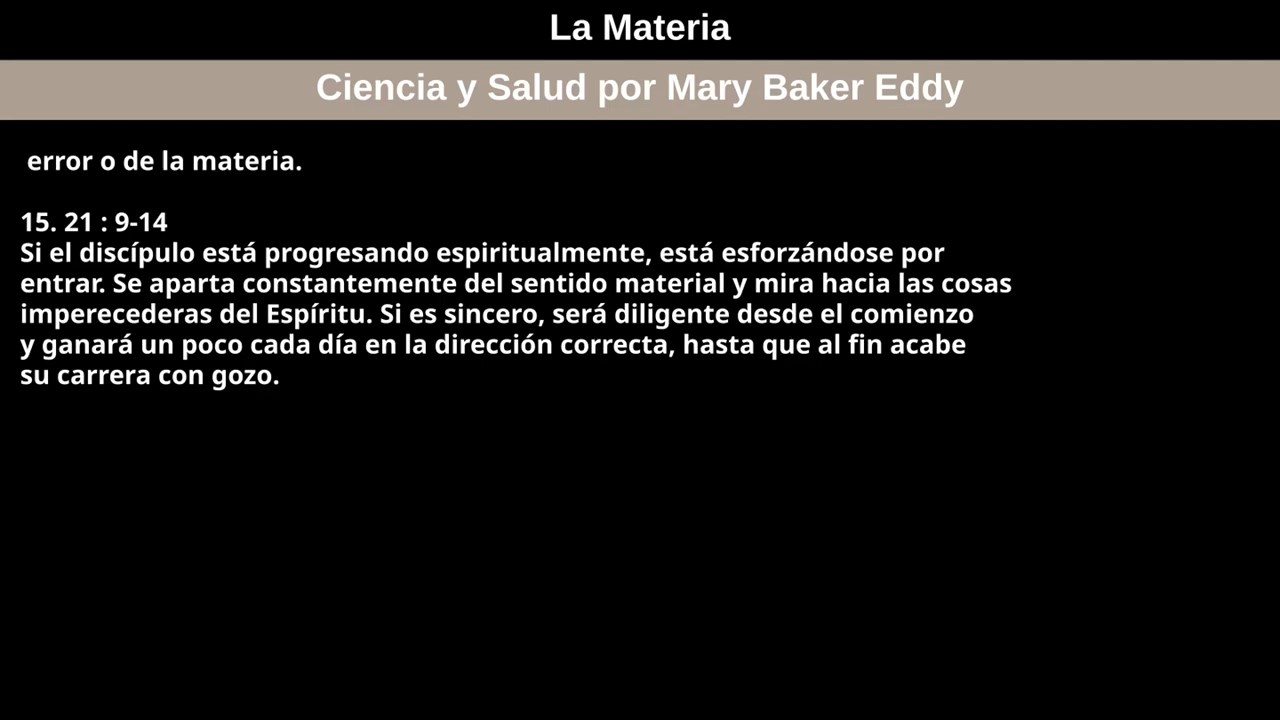 La Materia
Ciencia y Salud por Mary Baker Eddy
error o de la materia.
15. 21 : 9-14
Si el discípulo está progresando espiritualmente, está esforzándose por
entrar. Se aparta constantemente del sentido material y mira hacia las cosas
imperecederas del Espíritu. Si es sincero, será diligente desde el comienzo
y ganará un poco cada día en la dirección correcta, hasta que al fin acabe
su carrera con gozo.